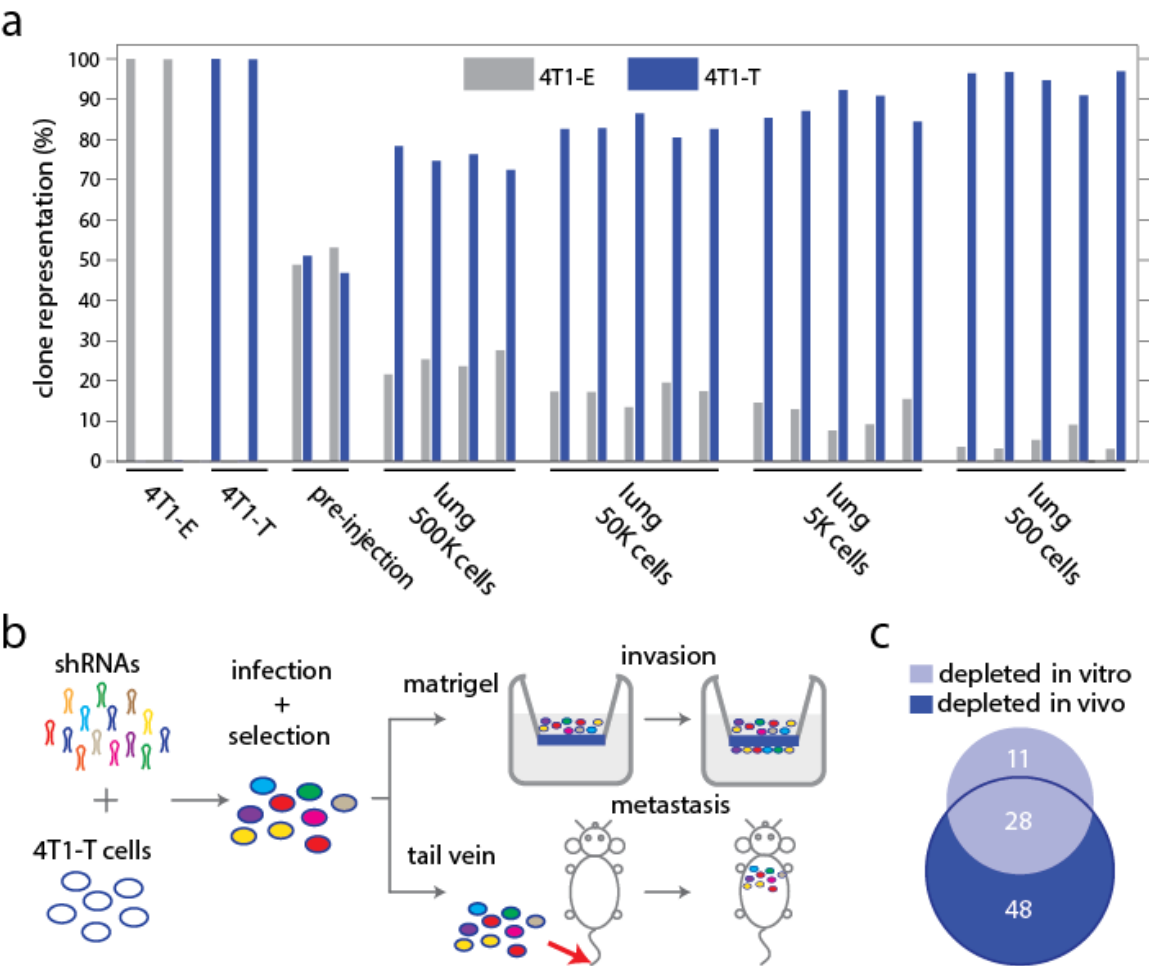 a
clone representation (%)
100
90
80
70
60
50
40
30
20
10
0
4T1-E
4T1-T
4T1-E
4T1-T
pre-injection
lung
500K cells
lung
50K cells
lung
5K cells
lung
500 cells
b
shRNAs
+
4T1-T cells
infection
+
selection
matrigel
invasion
tail vein
metastasis
c
depleted in vitro
depleted in vivo
11
28
48